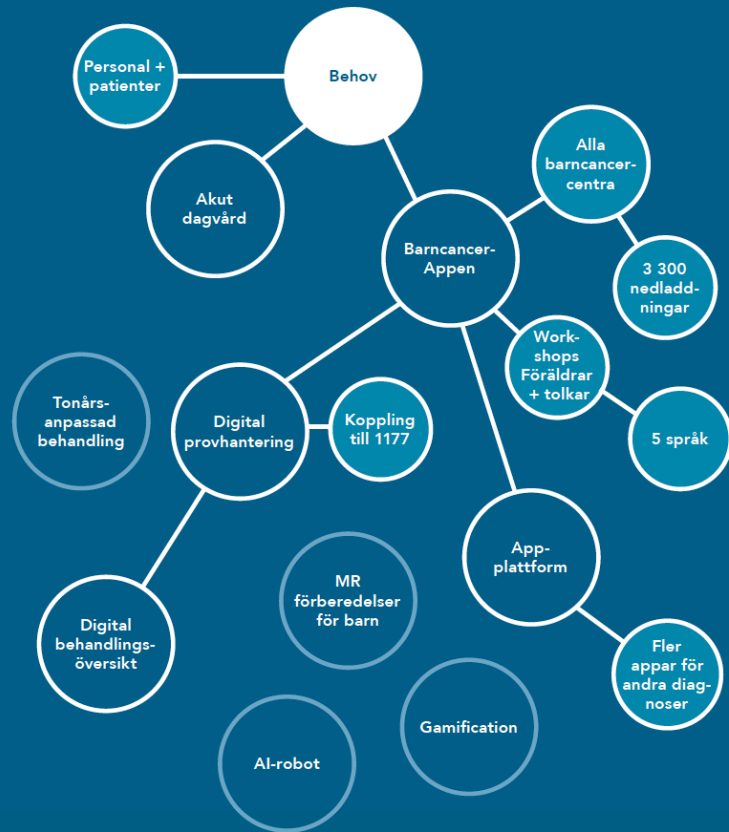 Personal +
patienter
Behov
Akut
dagvård
Alla
barncancer-
centra
Barncancer-
Appen
3 300
nedladd-
ningar
Work-
shops
Föräldrar
+ tolkar
Tonårs-
anpassad
behandling
Digital
provhantering
Koppling
till 1177
5 språk
App-
plattform
MR
förberedelser
för barn
Digital
behandlings-
översikt
Fler
appar för
andra diag-
noser
Gamification
AI-robot